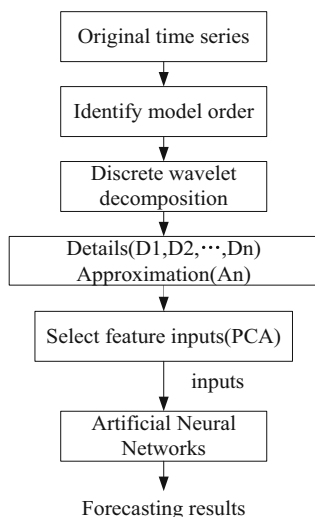 Original time series
Identify model order
Discrete wavelet
decomposition
Details(D1,D2,⋯,Dn)
Approximation(An)
Select feature inputs(PCA)
inputs
Artificial Neural
Networks
Forecasting results